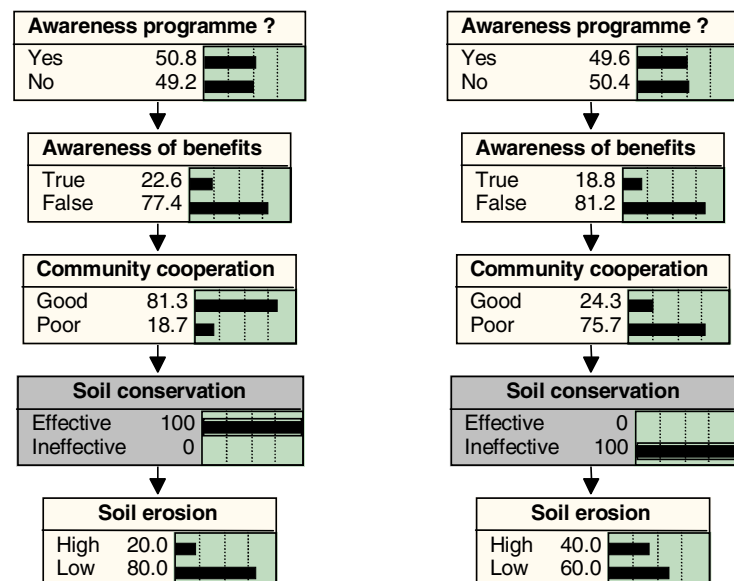 Awareness programme ?
Yes 50.8
No 49.2
Awareness of benefits
True 22.6
False 77.4
Community cooperation
Good 81.3
Poor 18.7
Soil conservation
Effective 100
Ineffective 0
Soil erosion
High 20.0
Low 80.0
Awareness programme ?
Yes 49.6
No 50.4
Awareness of benefits
True 18.8
False 81.2
Community cooperation
Good 24.3
Poor 75.7
Soil conservation
Effective 0
Ineffective 100
Soil erosion
High 40.0
Low 60.0